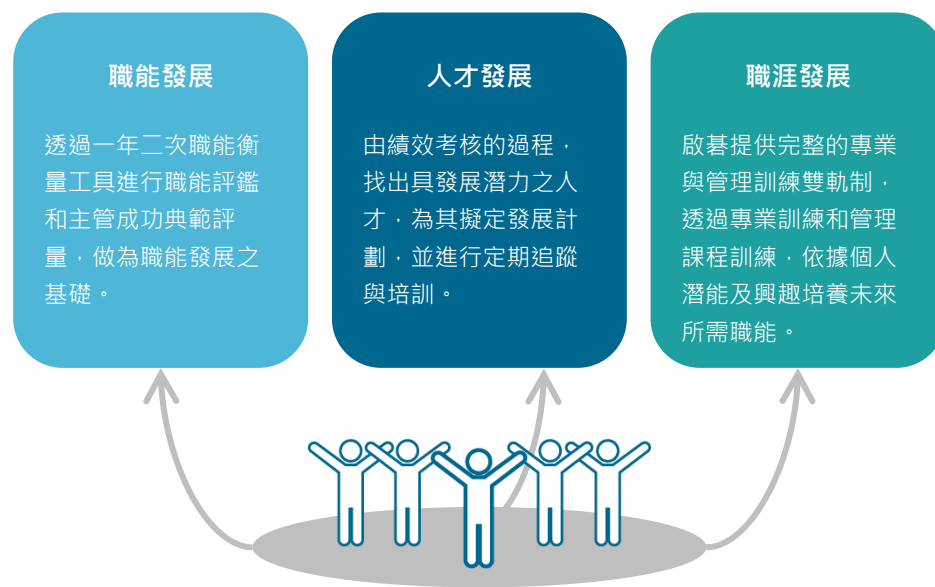 職能發展
透過一年二次職能衡
量工具進行職能評鑑
和主管成功典範評
量，做為職能發展之
基礎。
人才發展
由績效考核的過程，
找出具發展潛力之人
才，為其擬定發展計
劃，並進行定期追蹤
與培訓。
職涯發展
啟碁提供完整的專業
與管理訓練雙軌制，
透過專業訓練和管理
課程訓練，依據個人
潛能及興趣培養未來
所需職能。